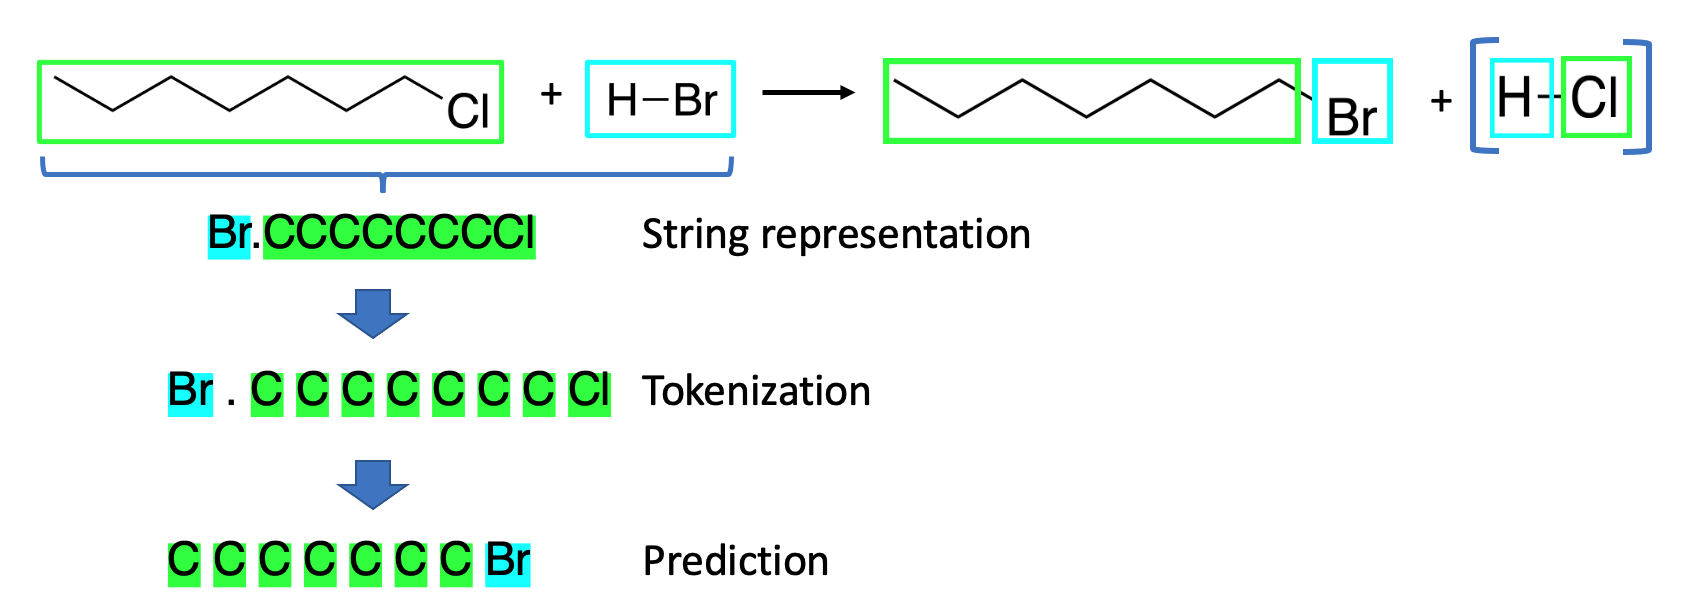 Cl + H–Br Br + H-Cl
Br.CCCCCCCCl String representation
Br . C C C C C C C Cl Tokenization
C C C C C C C Br Prediction